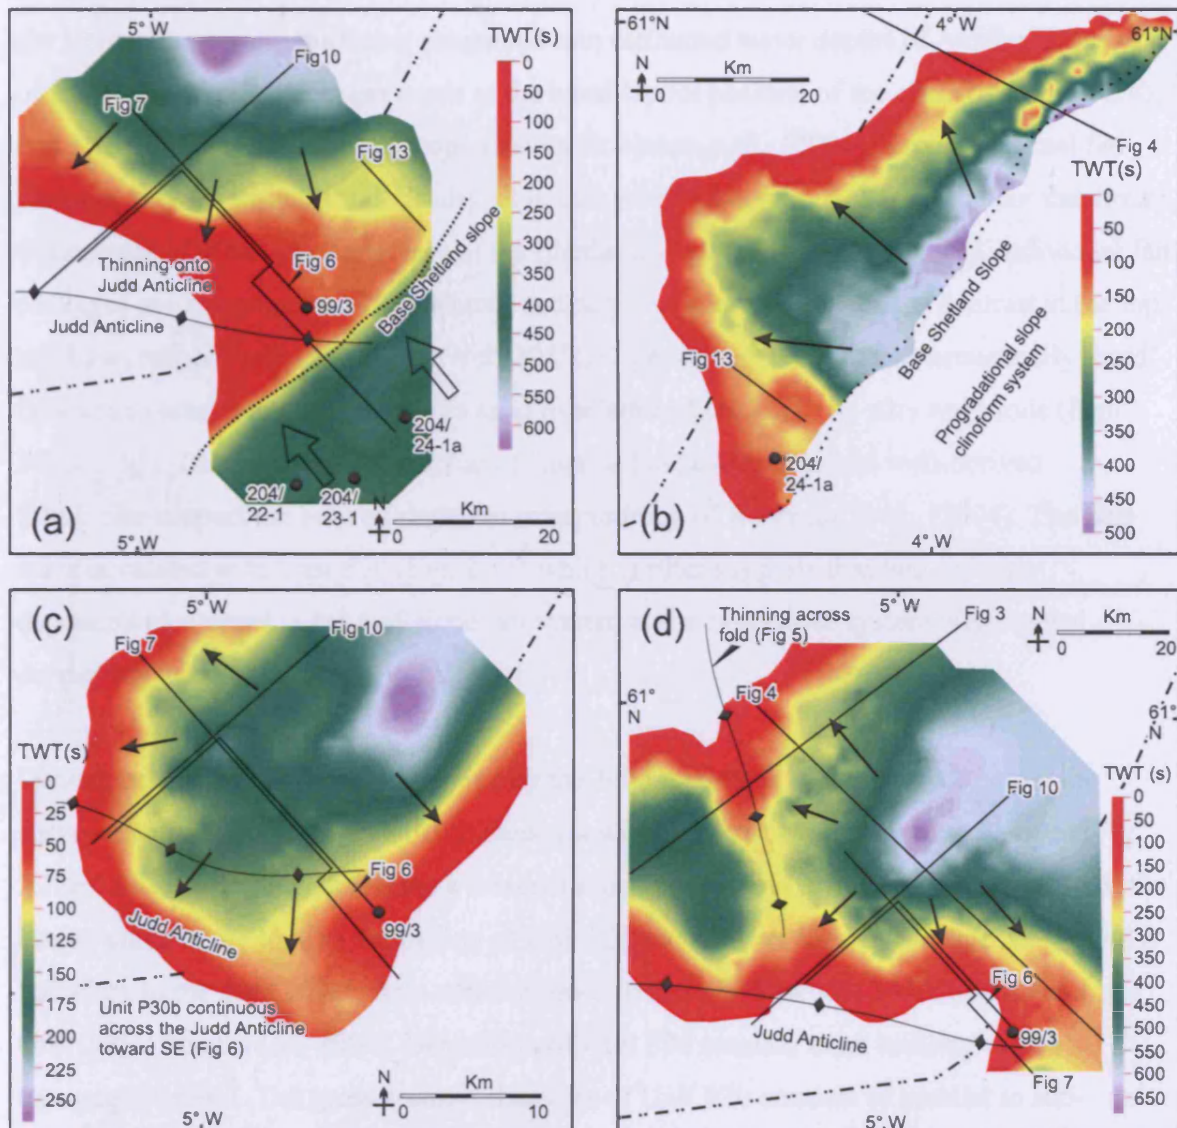 (a)
5° W
Fig10
TWT(s)
0
50
100
150
200
250
300
350
400
450
500
550
600
Fig 7
Fig 13
Thinning onto
Judd Anticline
Fig 6
99/3
Judd Anticline
Base Shetland slope
204/
24-1a
204/
22-1
204/
23-1
N
Km
0
20
5° W
(b)
61°N
4° W
61°N
N
Km
0
20
Fig 4
TWT(s)
0
50
100
150
200
250
300
350
400
450
500
Fig 13
Base Shetland Slope
Progradational slope
clinoform system
204/
24-1a
4° W
(c)
5° W
Fig 7
Fig 10
TWT(s)
0
25
50
75
100
125
150
175
200
225
250
Fig 6
99/3
Judd Anticline
Unit P30b continuous
across the Judd Anticline
toward SE (Fig 6)
N
Km
0
10
5° W
(d)
Thinning across
fold (Fig 5)
5° W
Fig 3
N
Km
0
20
61°
N
Fig 4
61°
N
Fig 10
TWT (s)
0
50
100
150
200
250
300
350
400
450
500
550
600
650
Fig 6
99/3
Judd Anticline
Fig 7
5° W